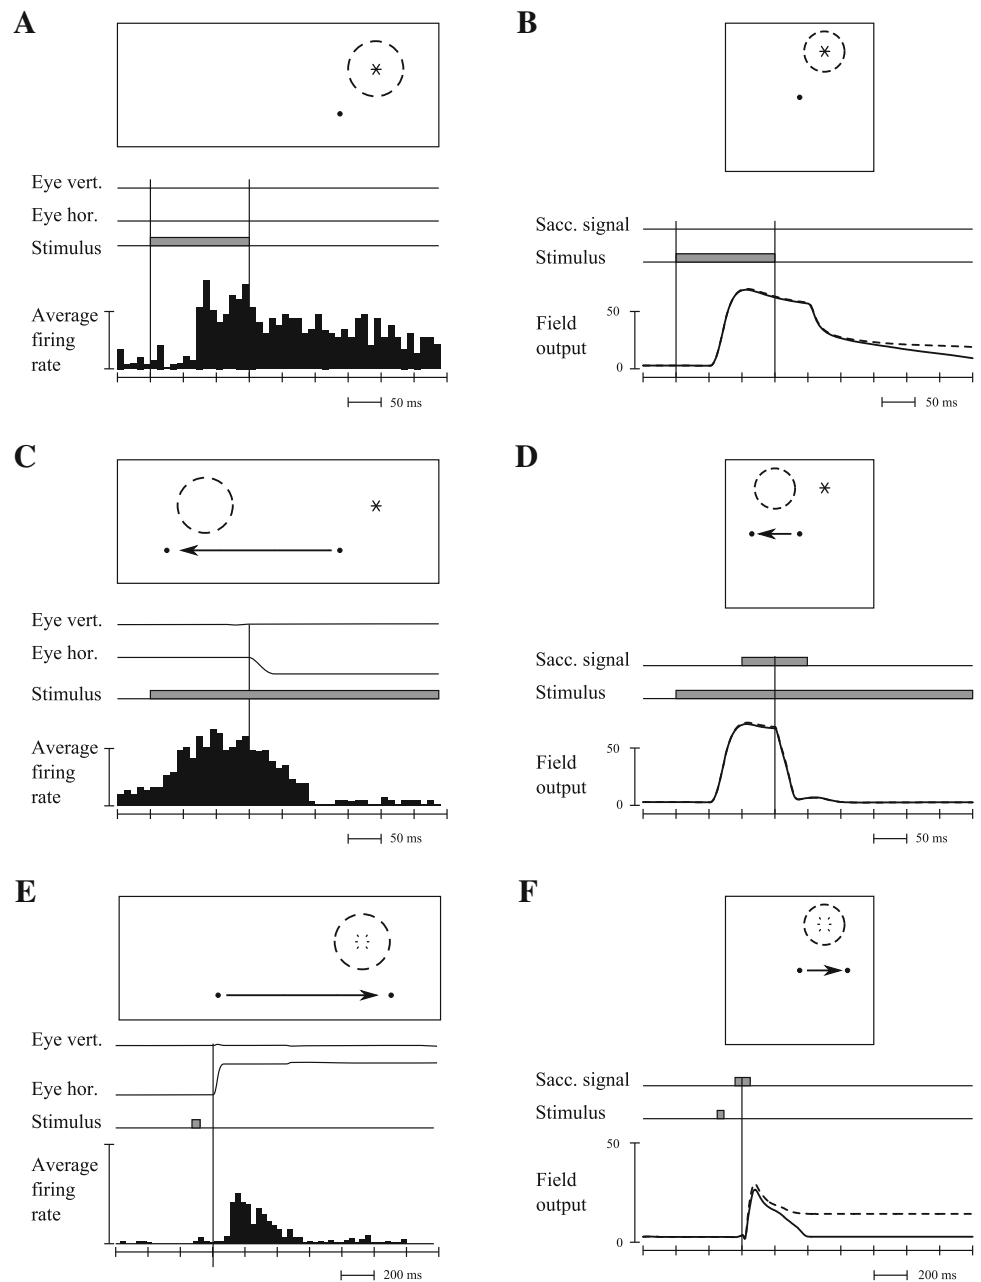 A
Eye vert.
Eye hor.
Stimulus
Average
firing
rate
50 ms
B
Sacc. signal
Stimulus
50
Field
output
0
50 ms
C
Eye vert.
Eye hor.
Stimulus
Average
firing
rate
50 ms
D
Sacc. signal
Stimulus
50
Field
output
0
50 ms
E
Eye vert.
Eye hor.
Stimulus
Average
firing
rate
200 ms
F
Sacc. signal
Stimulus
50
Field
output
0
200 ms